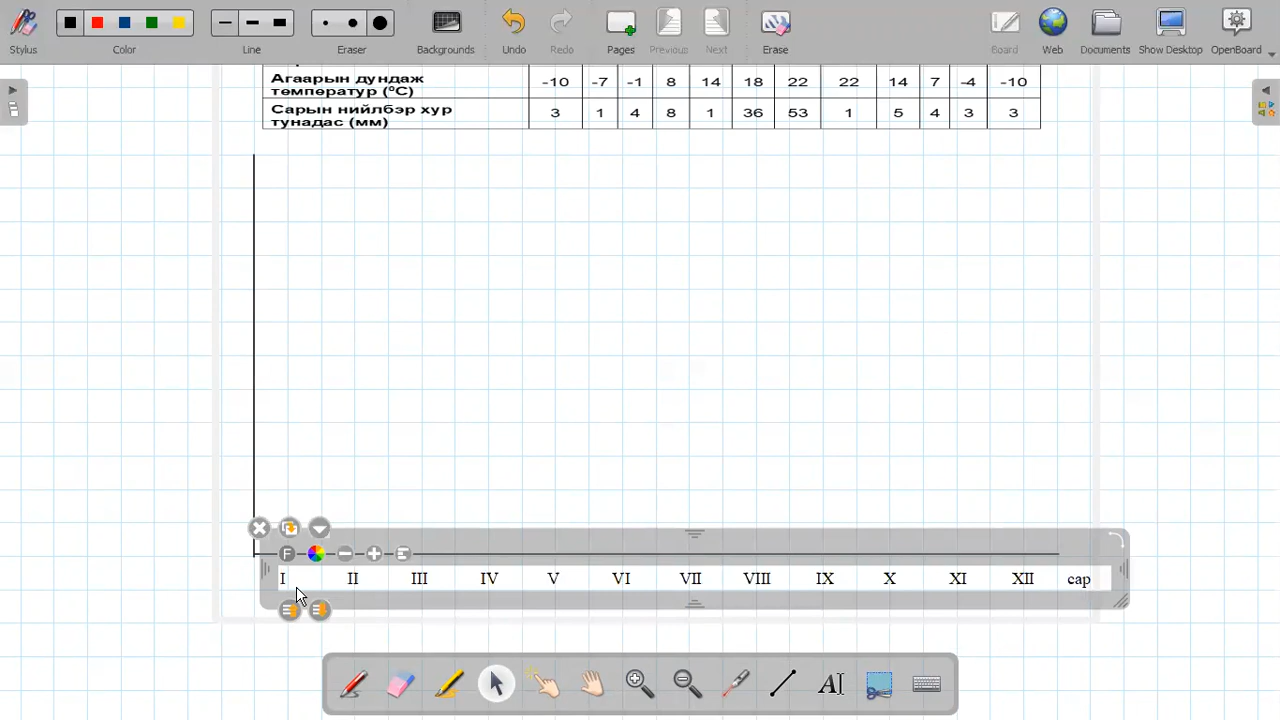 Stylus Color Line Eraser Backgrounds Undo Redo Pages Previous Next Erase Board Web Documents Show Desktop OpenBoard
Агаарын дундаж температур (°C) -10 -7 -1 8 14 18 22 22 14 7 -4 -10
Сарын нийлбэр хур тунадас (мм) 3 1 4 8 1 36 53 1 5 4 3 3
F
I II III IV V VI VII VIII IX X XI XII сар